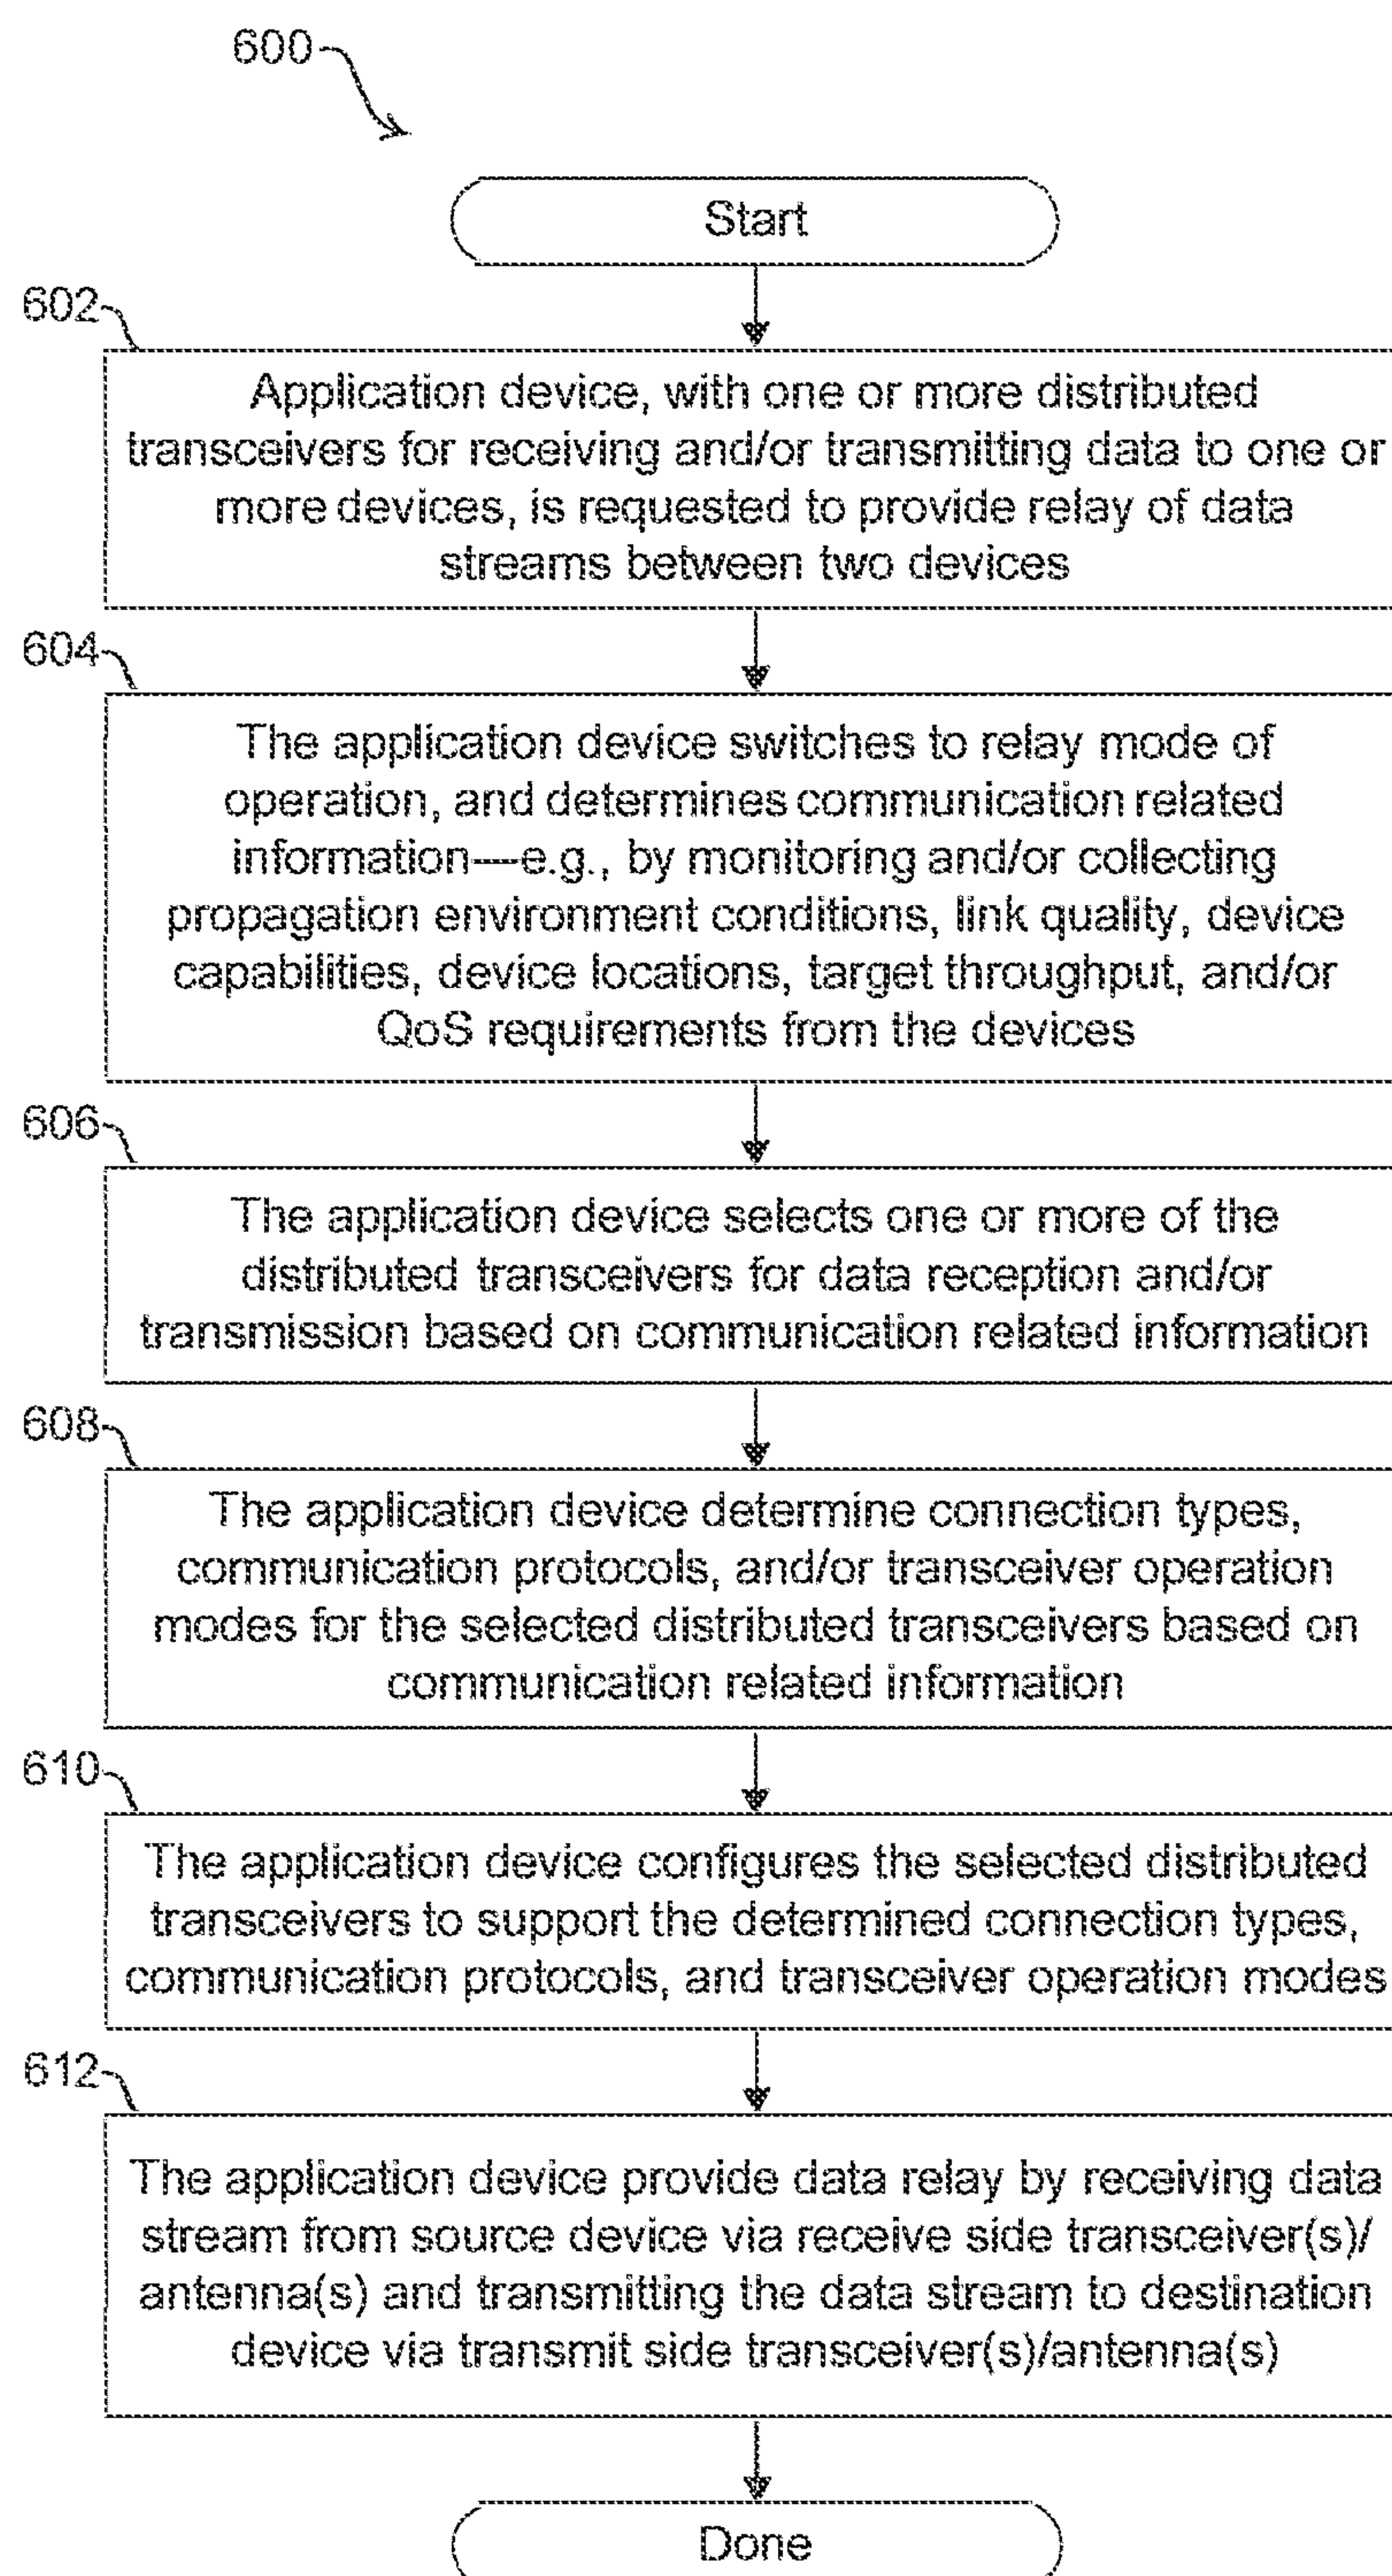 600
Start
602
Application device, with one or more distributed
transceivers for receiving and/or transmitting data to one or
more devices, is requested to provide relay of data
streams between two devices
604
The application device switches to relay mode of
operation, and determines communication related
information—e.g., by monitoring and/or collecting
propagation environment conditions, link quality, device
capabilities, device locations, target throughput, and/or
QoS requirements from the devices
606
The application device selects one or more of the
distributed transceivers for data reception and/or
transmission based on communication related information
608
The application device determine connection types,
communication protocols, and/or transceiver operation
modes for the selected distributed transceivers based on
communication related information
610
The application device configures the selected distributed
transceivers to support the determined connection types,
communication protocols, and transceiver operation modes
612
The application device provide data relay by receiving data
stream from source device via receive side transceiver(s)/
antenna(s) and transmitting the data stream to destination
device via transmit side transceiver(s)/antenna(s)
Done